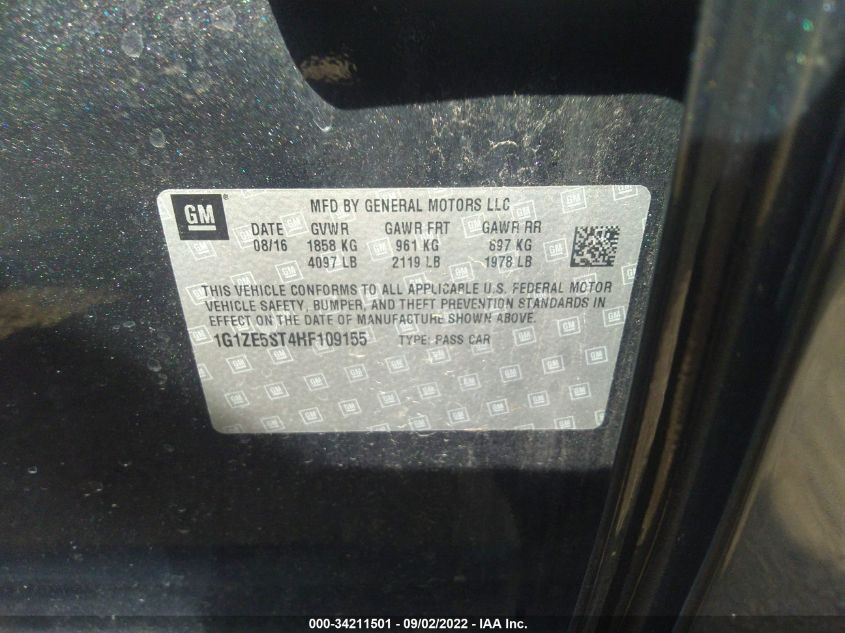 GM ® MFD BY GENERAL MOTORS LLC
DATE GVWR GAWR FRT GAWR RR
08/16 1858 KG 961 KG 897 KG
4097 LB 2119 LB 1978 LB
THIS VEHICLE CONFORMS TO ALL APPLICABLE U.S. FEDERAL MOTOR
VEHICLE SAFETY, BUMPER, AND THEFT PREVENTION STANDARDS IN
EFFECT ON THE DATE OF MANUFACTURE SHOWN ABOVE.
1G1ZE5ST4HF109155 TYPE: PASS CAR
000-34211501 - 09/02/2022 - IAA Inc.